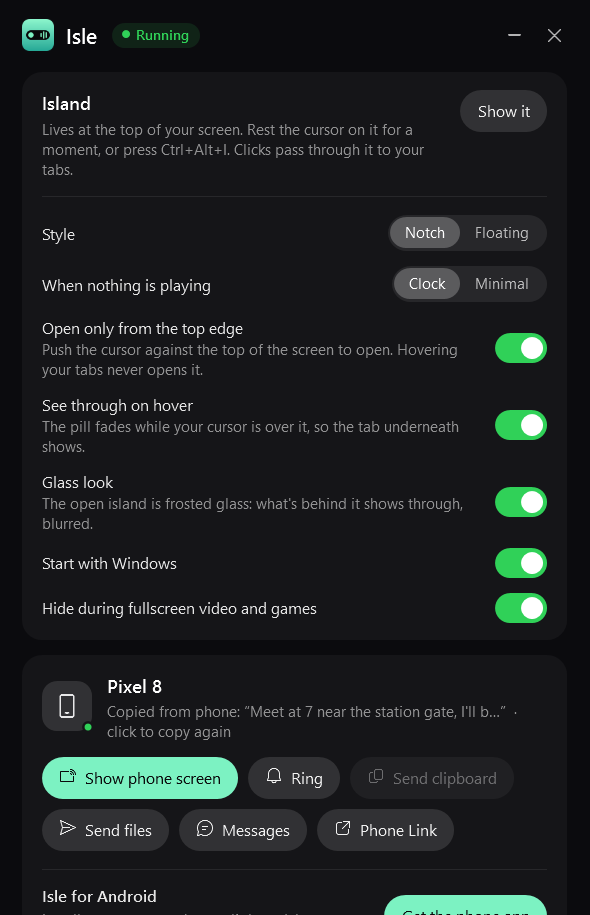 Isle
Running
Island
Show it
Lives at the top of your screen. Rest the cursor on it for a
moment, or press Ctrl+Alt+I. Clicks pass through it to your
tabs.
Style
Notch
Floating
When nothing is playing
Clock
Minimal
Open only from the top edge
Push the cursor against the top of the screen to open. Hovering
your tabs never opens it.
See through on hover
The pill fades while your cursor is over it, so the tab underneath
shows.
Glass look
The open island is frosted glass: what's behind it shows through,
blurred.
Start with Windows
Hide during fullscreen video and games
Pixel 8
Copied from phone: “Meet at 7 near the station gate, I'll b…” ·
click to copy again
Show phone screen
Ring
Send clipboard
Send files
Messages
Phone Link
Isle for Android
Get the phone app